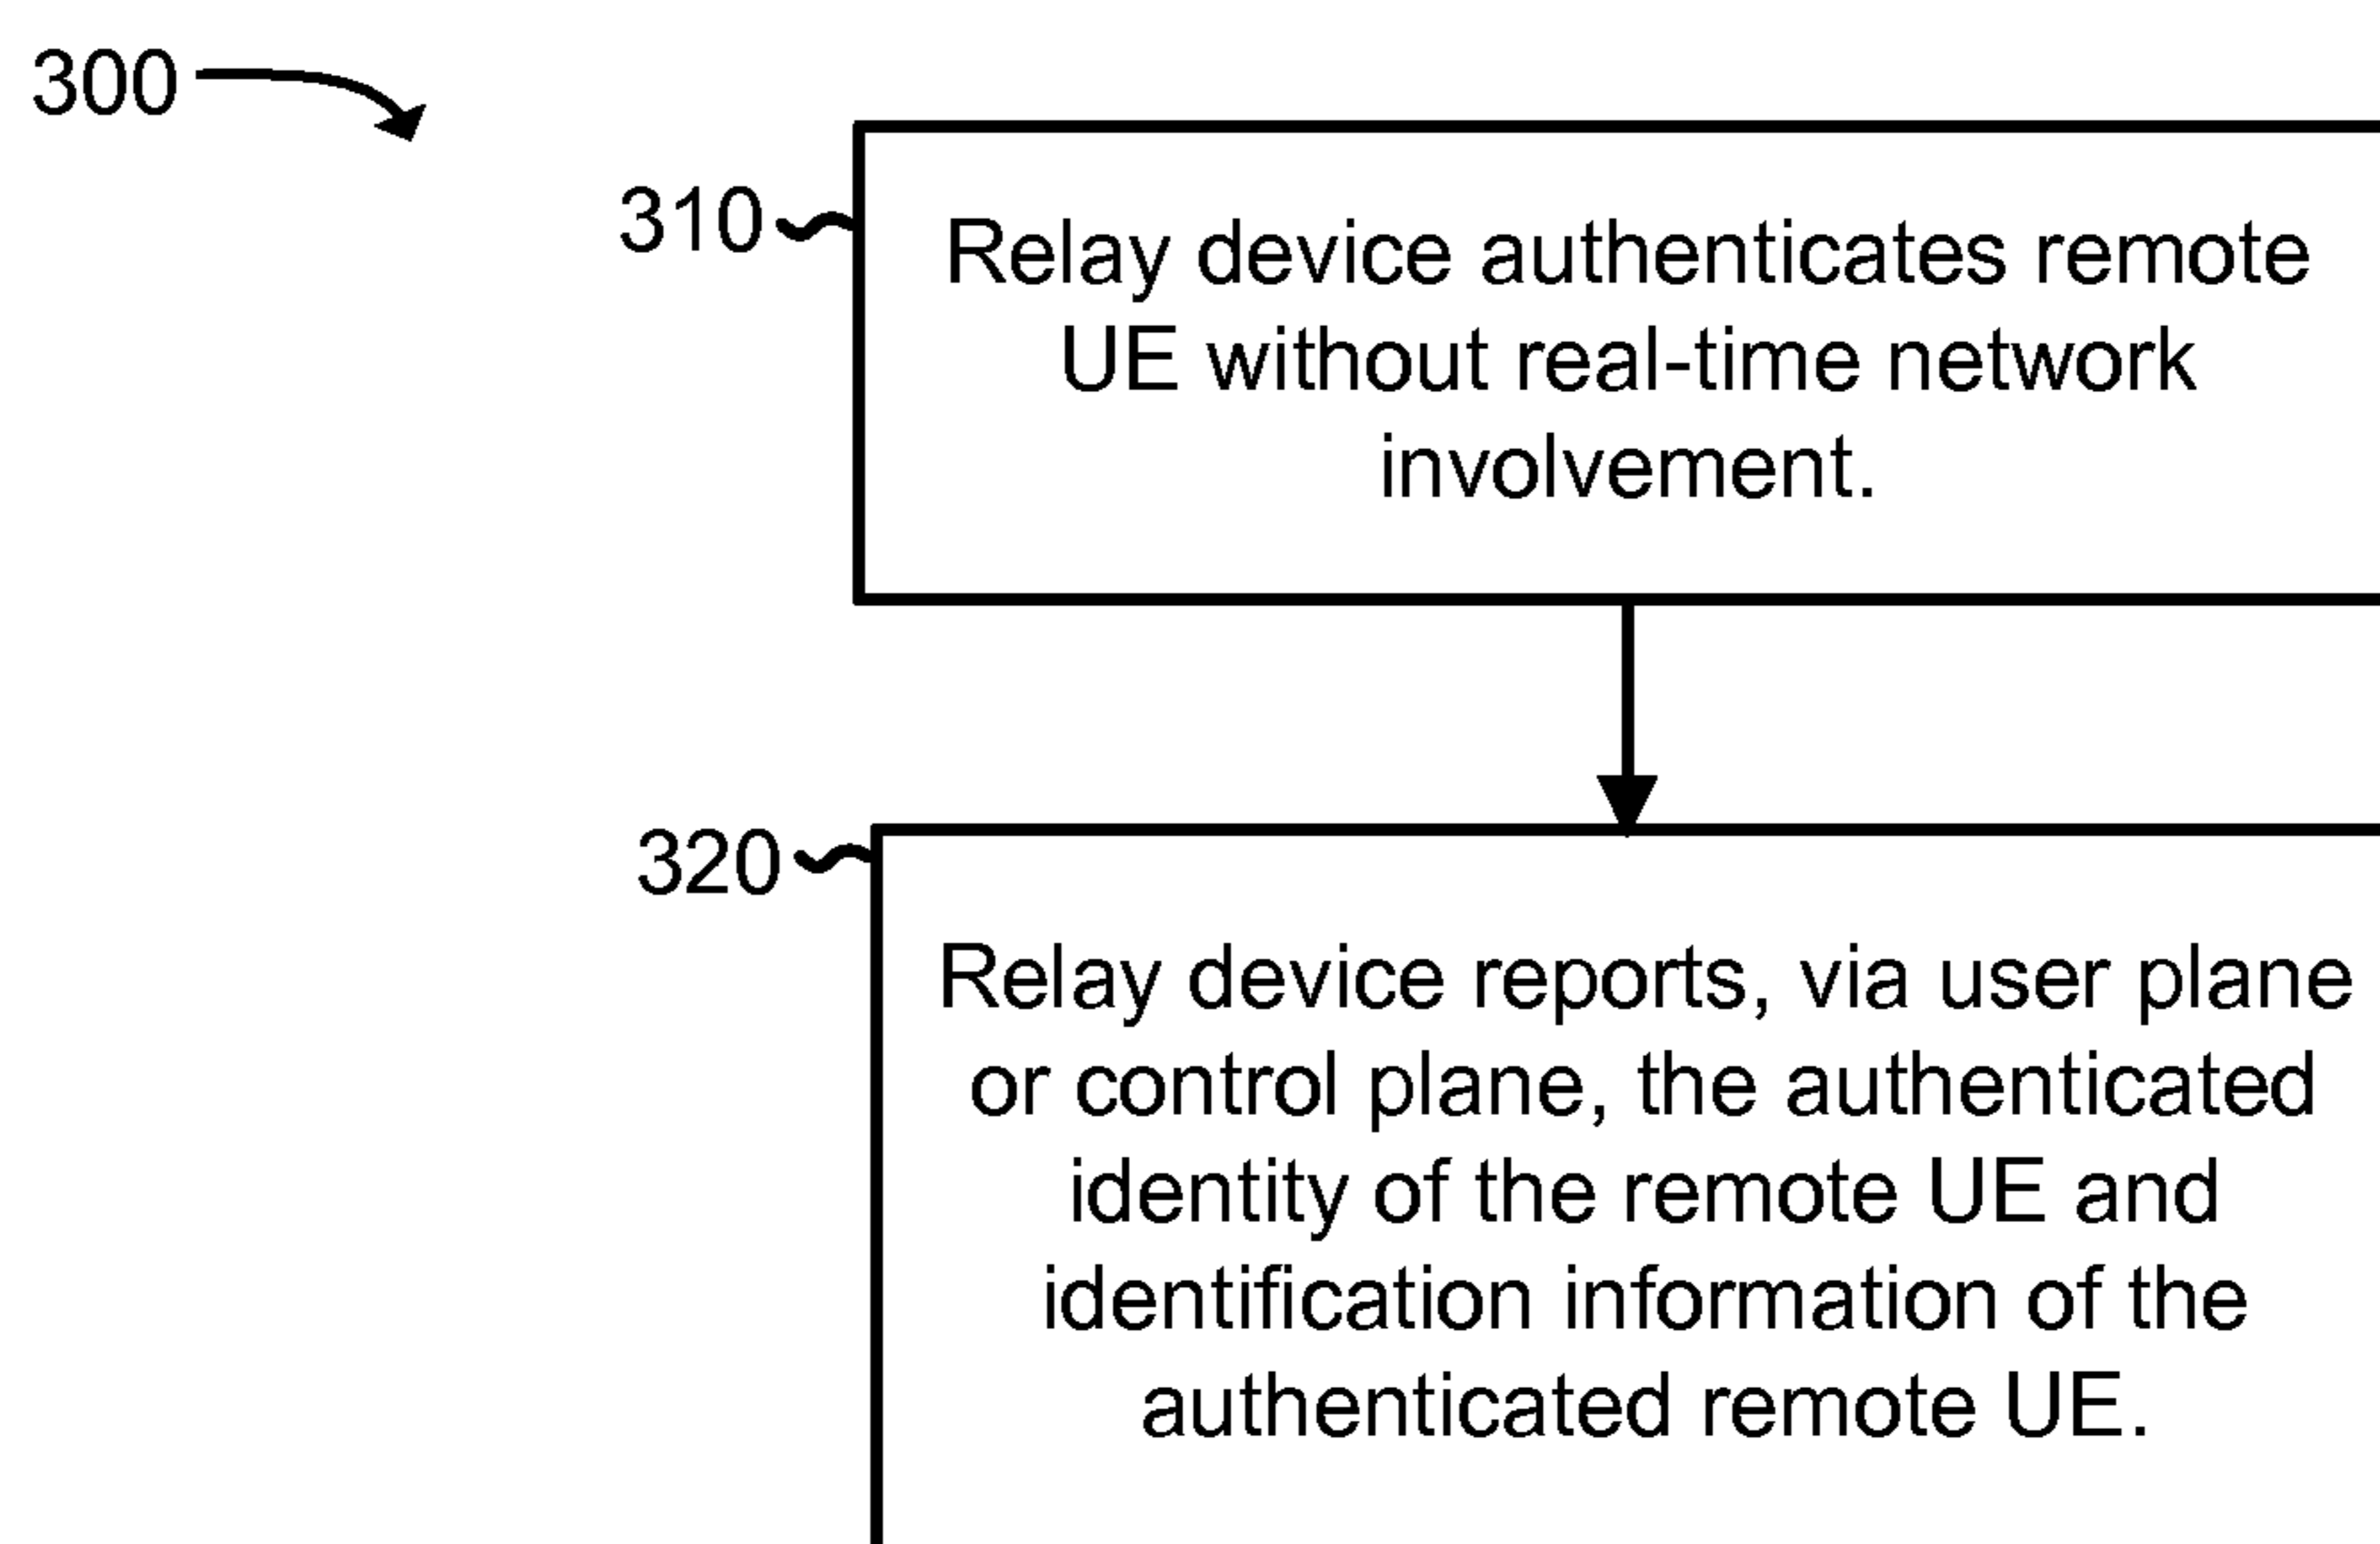 300
310
Relay device authenticates remote
UE without real-time network
involvement.
320
Relay device reports, via user plane
or control plane, the authenticated
identity of the remote UE and
identification information of the
authenticated remote UE.